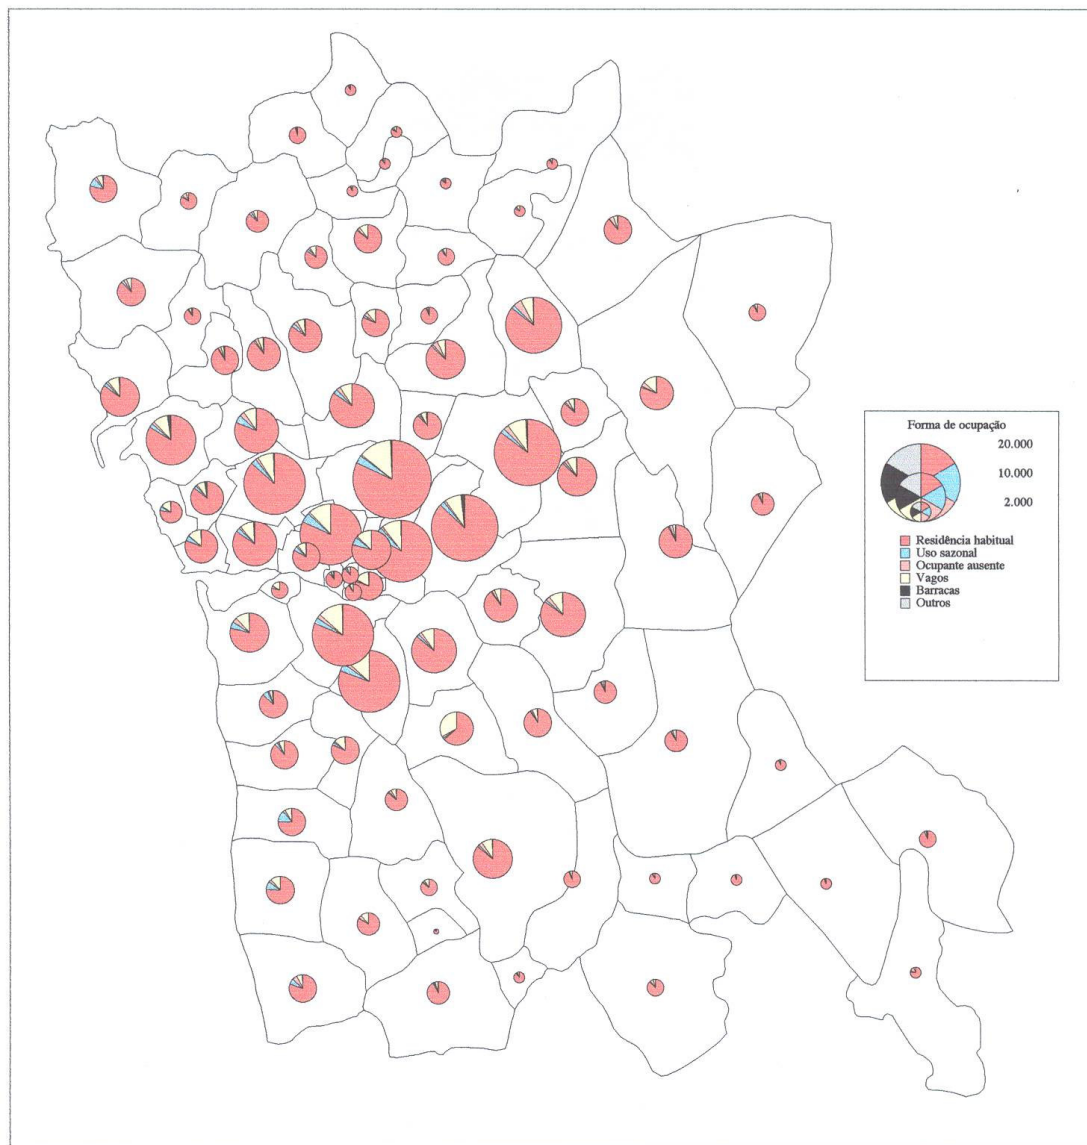 Forma de ocupação
20.000
10.000
2.000
Residência habitual
Uso sazonal
Ocupante ausente
Vagos
Barracas
Outros